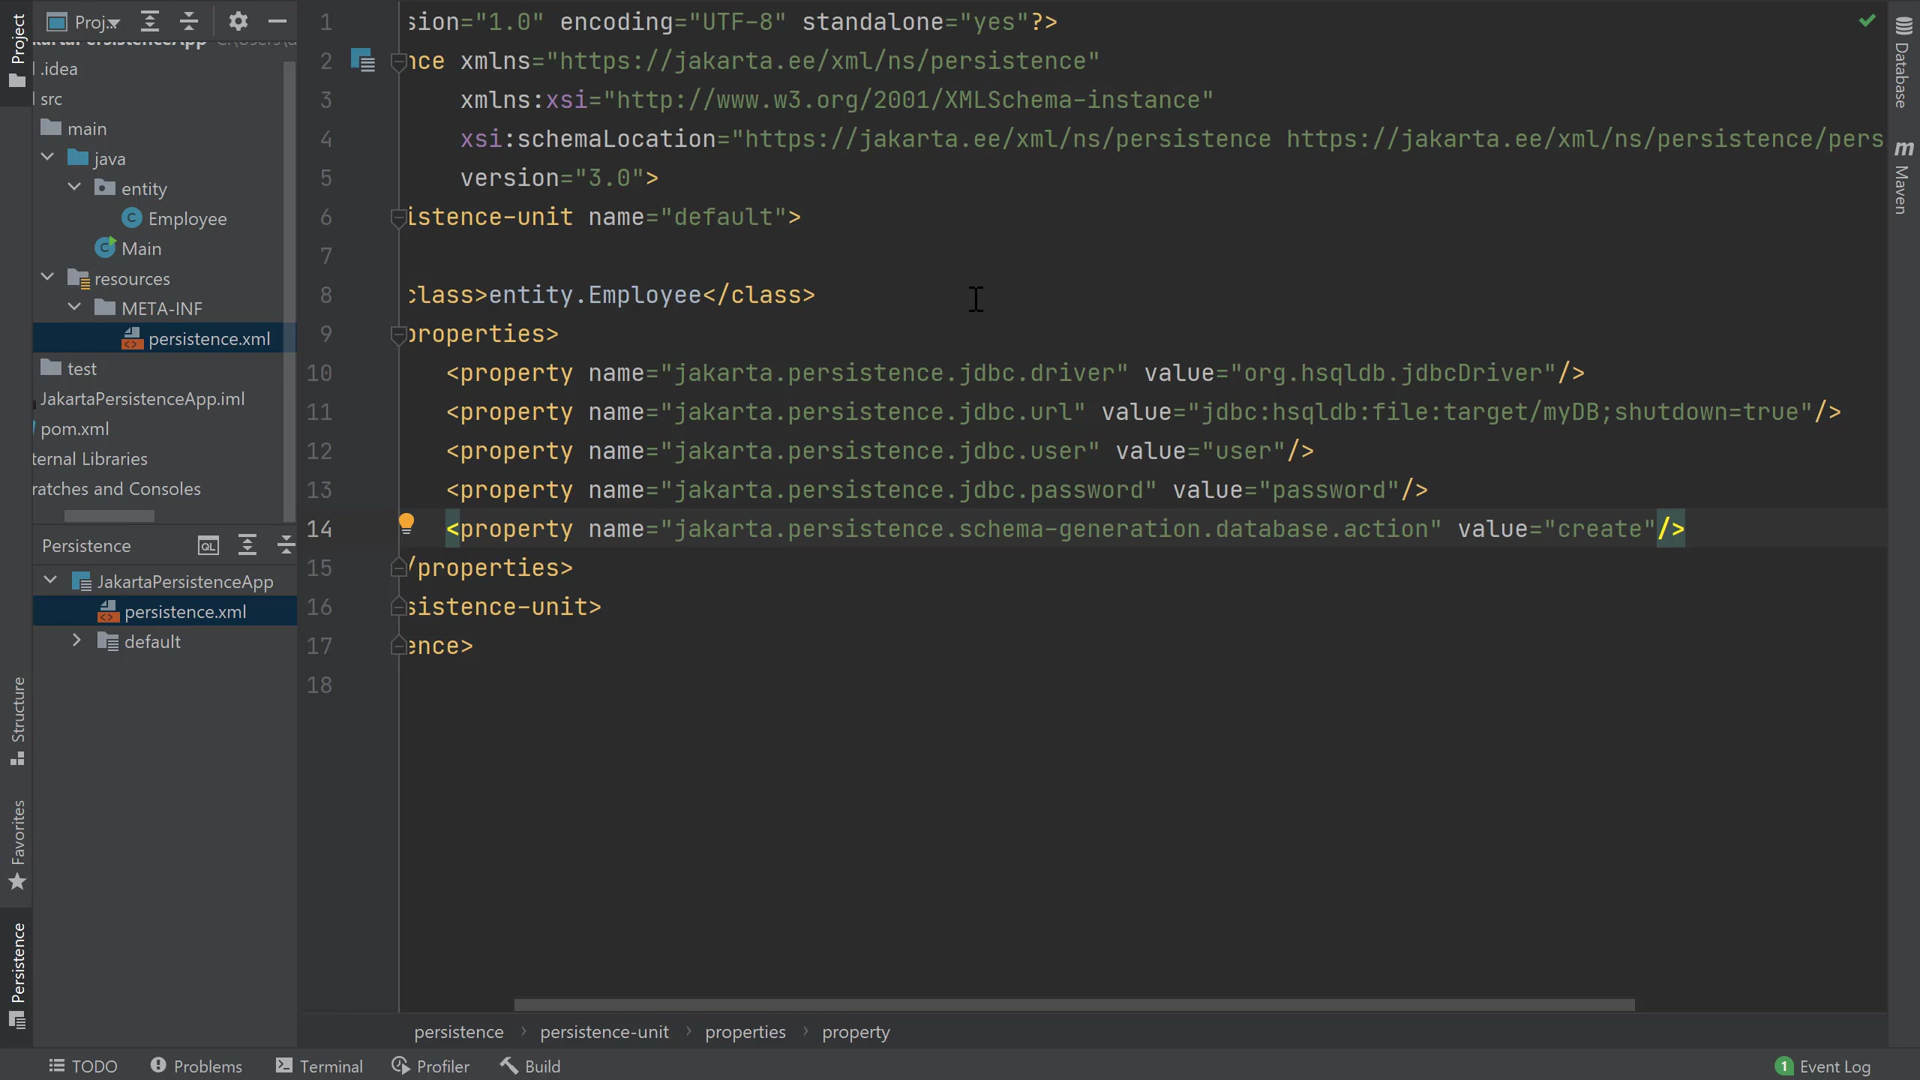 Project
Proj..
kartaPersistenceApp
.idea
src
main
java
entity
Employee
Main
resources
META-INF
persistence.xml
test
JakartaPersistenceApp.iml
pom.xml
ternal Libraries
ratches and Consoles
Persistence
JakartaPersistenceApp
persistence.xml
default
Structure
Favorites
Persistence
1 sion="1.0" encoding="UTF-8" standalone="yes"?>
2 nce xmlns="https://jakarta.ee/xml/ns/persistence"
3 xmlns:xsi="http://www.w3.org/2001/XMLSchema-instance"
4 xsi:schemaLocation="https://jakarta.ee/xml/ns/persistence https://jakarta.ee/xml/ns/persistence/pers
5 version="3.0">
6 istence-unit name="default">
7
8 class>entity.Employee</class>
9 properties>
10 <property name="jakarta.persistence.jdbc.driver" value="org.hsqldb.jdbcDriver"/>
11 <property name="jakarta.persistence.jdbc.url" value="jdbc:hsqldb:file:target/myDB;shutdown=true"/>
12 <property name="jakarta.persistence.jdbc.user" value="user"/>
13 <property name="jakarta.persistence.jdbc.password" value="password"/>
14 <property name="jakarta.persistence.schema-generation.database.action" value="create"/>
15 /properties>
16 sistence-unit>
17 ence>
18
Database
m Maven
persistence › persistence-unit › properties › property
TODO Problems Terminal Profiler Build 1 Event Log